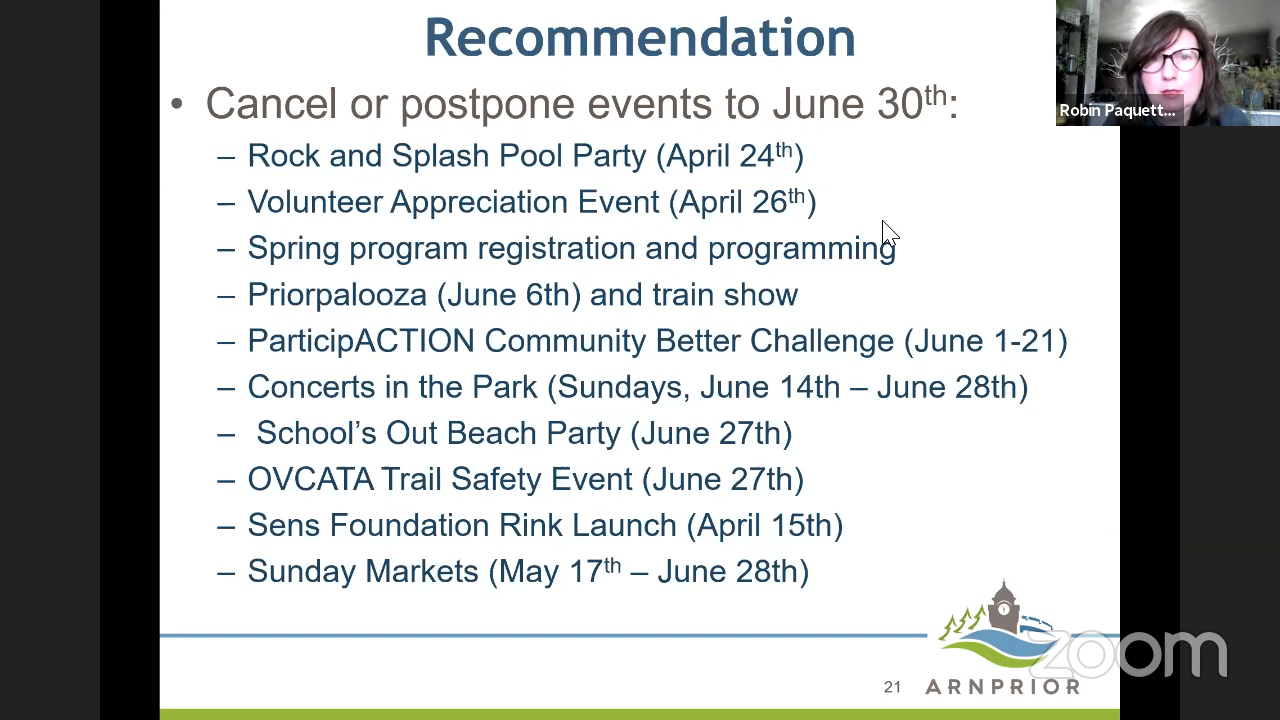 Recommendation
• Cancel or postpone events to June 30th:
– Rock and Splash Pool Party (April 24th)
– Volunteer Appreciation Event (April 26th)
– Spring program registration and programming
– Priorpalooza (June 6th) and train show
– ParticipACTION Community Better Challenge (June 1-21)
– Concerts in the Park (Sundays, June 14th – June 28th)
– School’s Out Beach Party (June 27th)
– OVCATA Trail Safety Event (June 27th)
– Sens Foundation Rink Launch (April 15th)
– Sunday Markets (May 17th – June 28th)
Robin Paquett...
zoom
21
ARNPRIOR